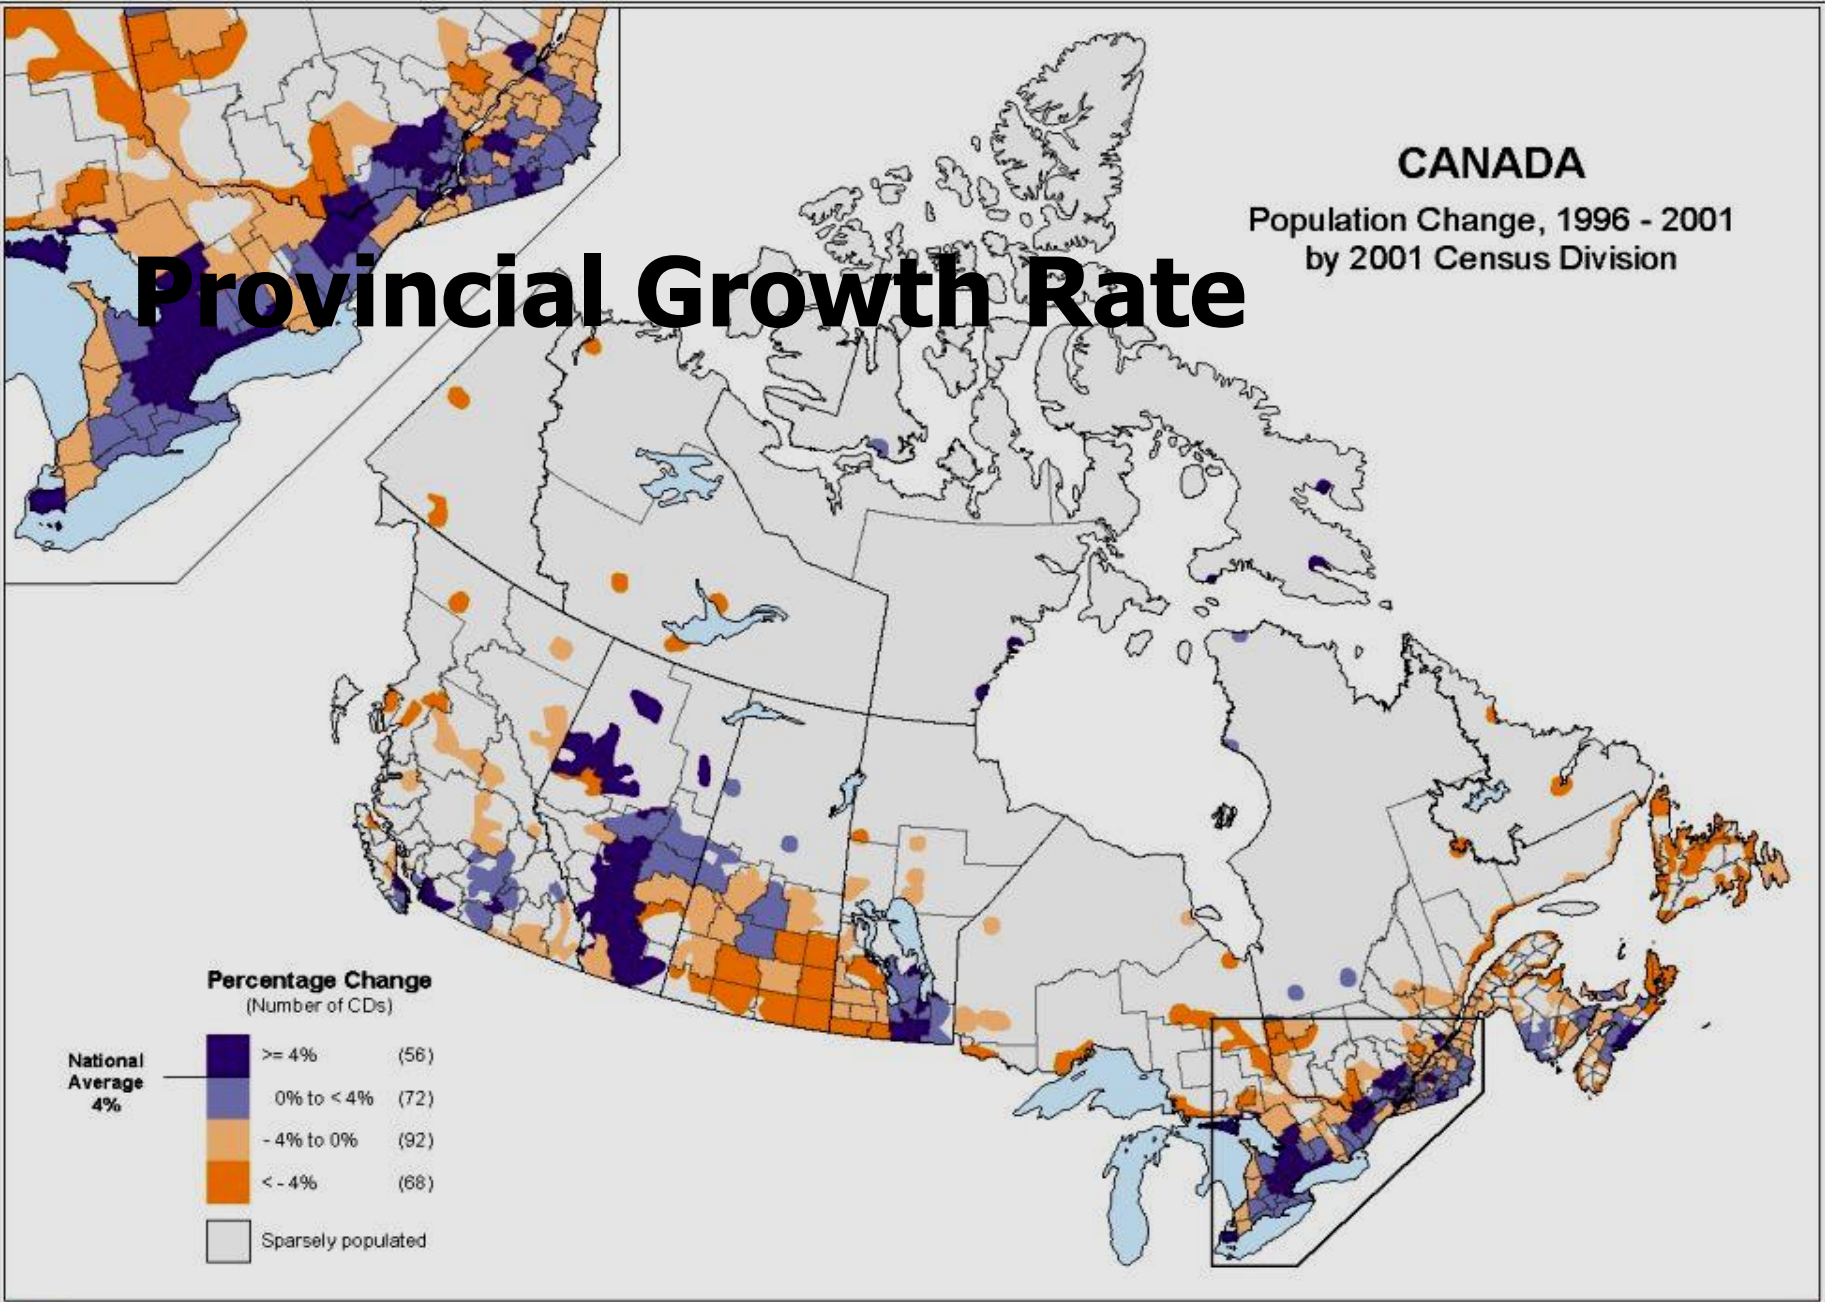 CANADA
Population Change, 1996 - 2001
by 2001 Census Division
Provincial Growth Rate
Percentage Change
(Number of CDs)
National
Average
4%
>= 4% (56)
0% to < 4% (72)
- 4% to 0% (92)
< - 4% (68)
Sparsely populated